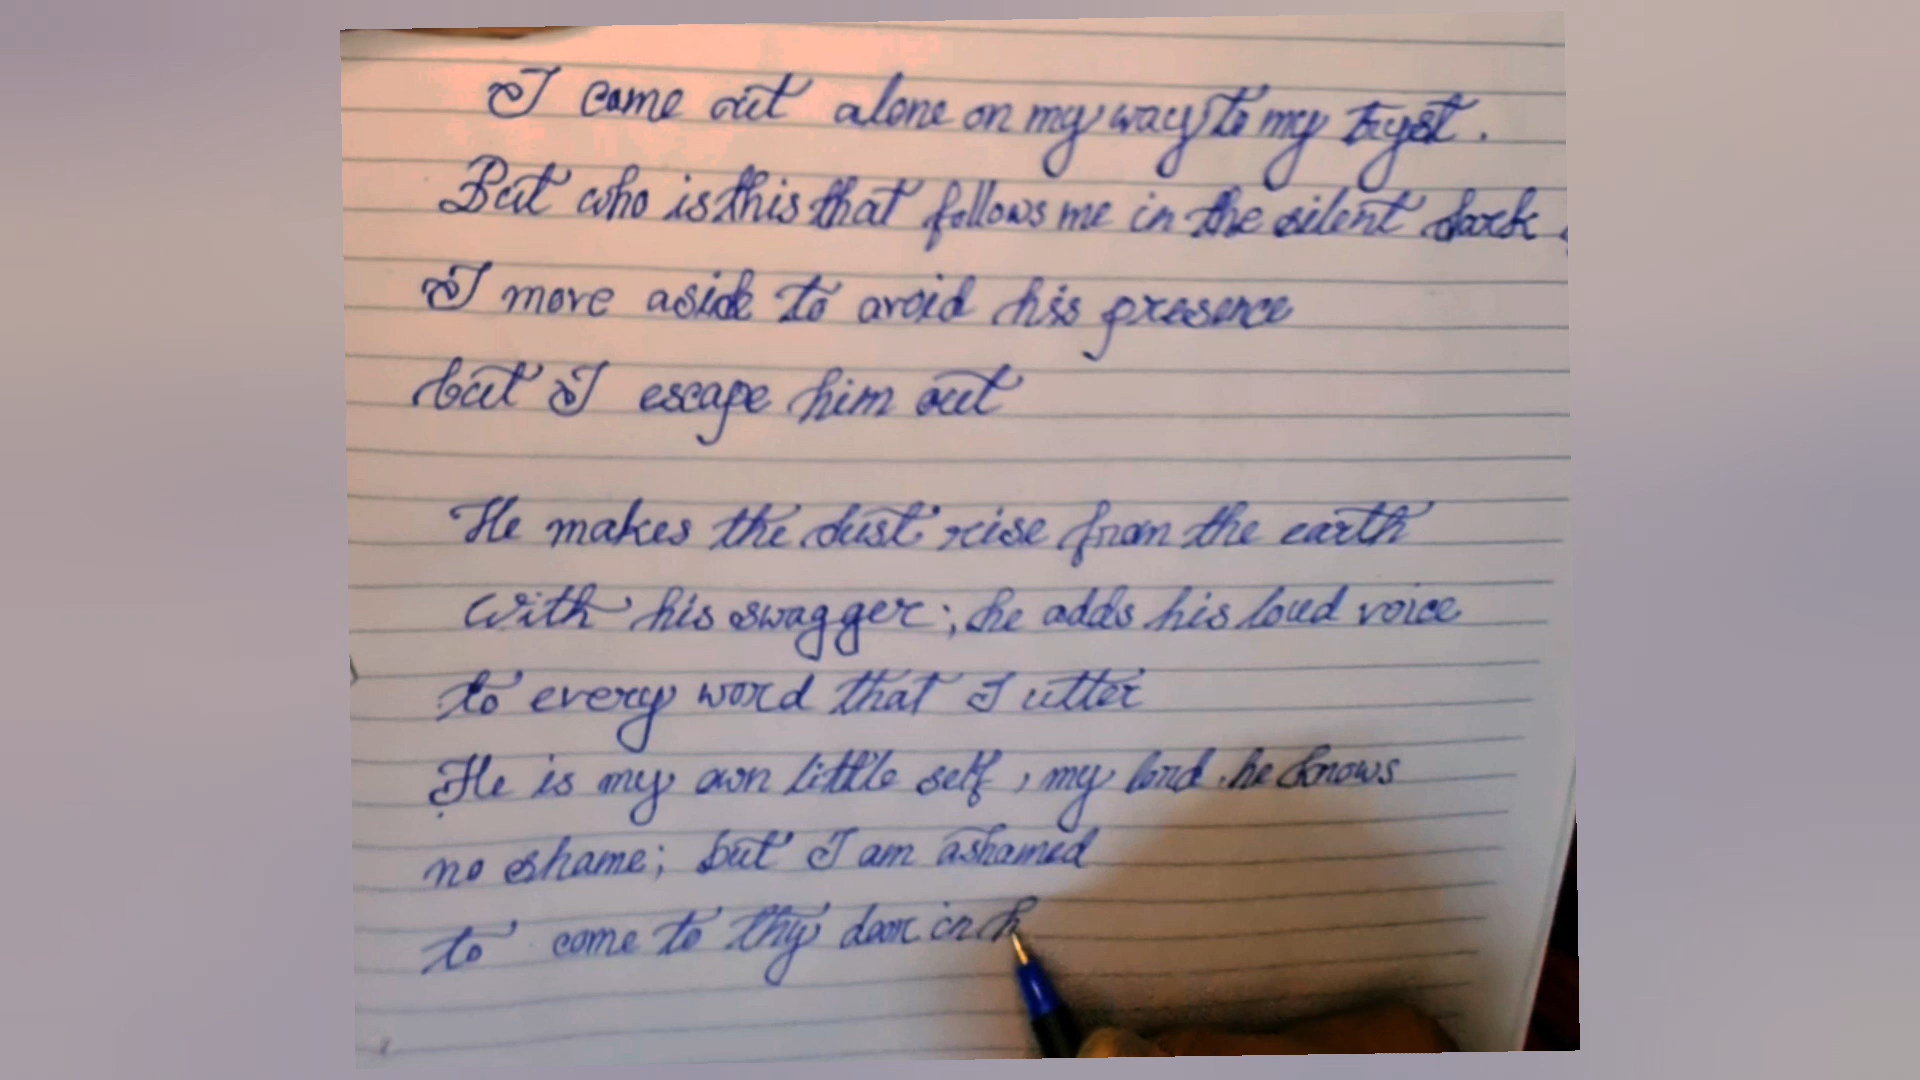 I came out alone on my way to my tryst.
But who is this that follows me in the silent dark
I move aside to avoid his presence
but I escape him out
He makes the dust rise from the earth
with his swagger; he adds his loud voice
to every word that I utter
He is my own little self, my lord. he knows
no shame; but I am ashamed
to come to thy door in h